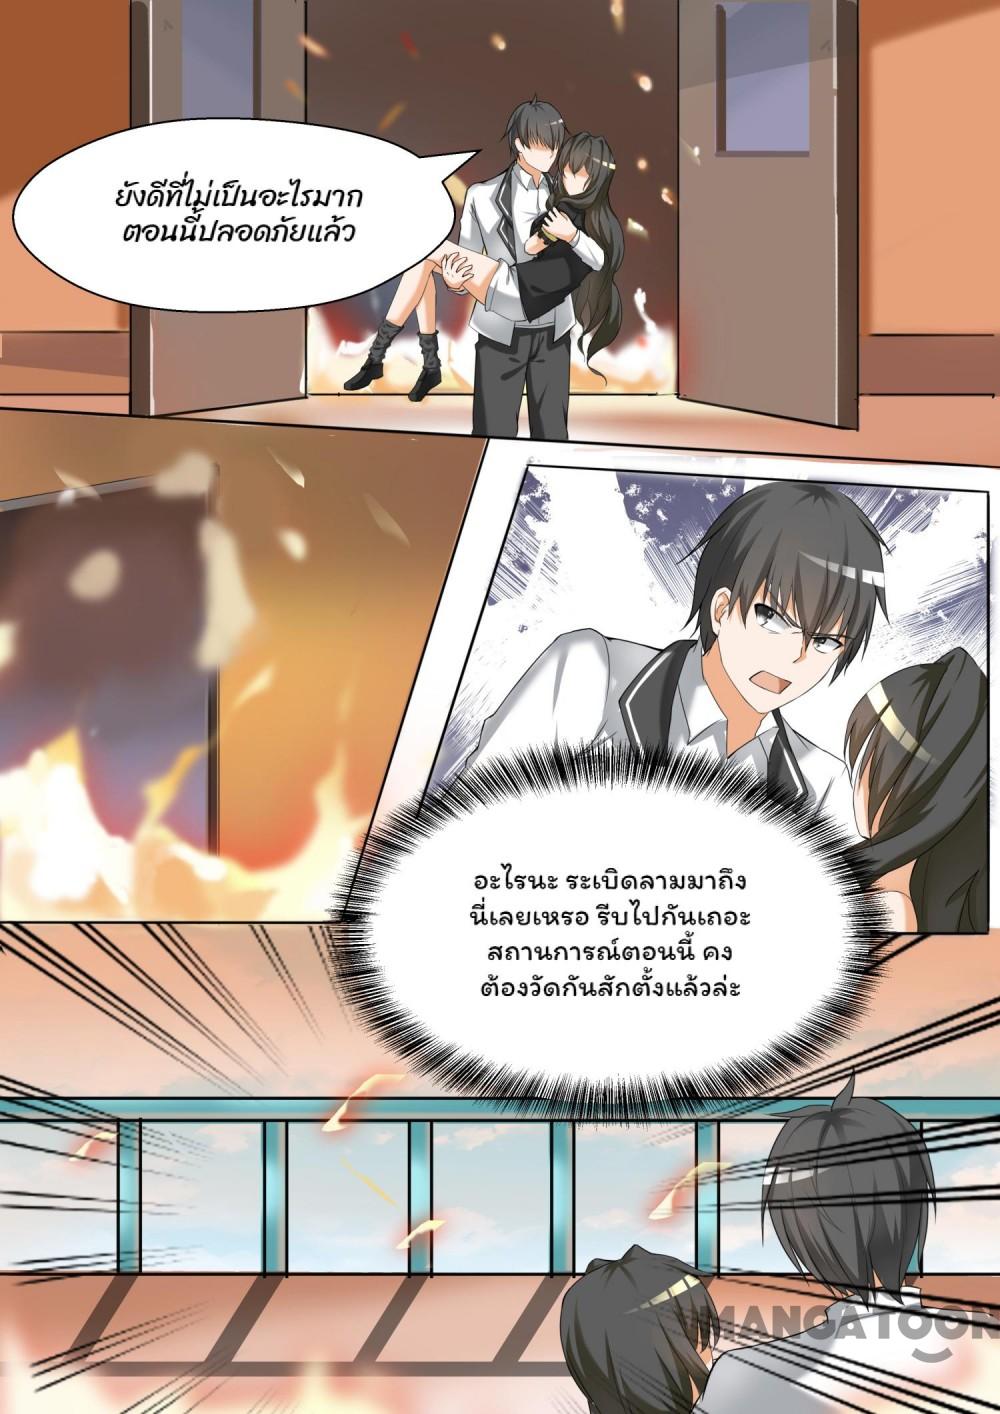 ยังดีที่ไม่เป็นอะไรมาก
ตอนนี้ปลอดภัยแล้ว
อะไรนะ ระเบิดลามมาถึง
นี่เลยเหรอ รีบไปกันเถอะ
สถานการณ์ตอนนี้ คง
ต้องวัดกันสักตั้งแล้วล่ะ
MANGATOON